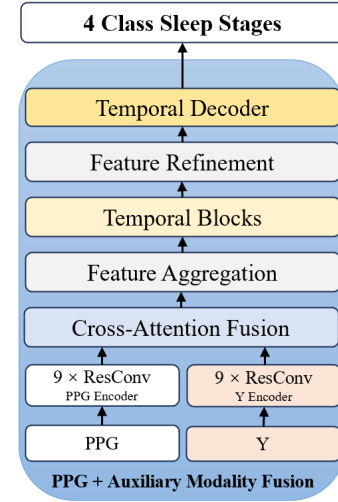 4 Class Sleep Stages
Temporal Decoder
Feature Refinement
Temporal Blocks
Feature Aggregation
Cross-Attention Fusion
9 × ResConv
PPG Encoder
9 × ResConv
Y Encoder
PPG
Y
PPG + Auxiliary Modality Fusion